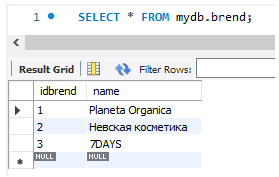 1 SELECT * FROM mydb.brend;
Result Grid Filter Rows:
idbrend name
1 Planeta Organica
2 Невская косметика
3 7DAYS
NULL NULL